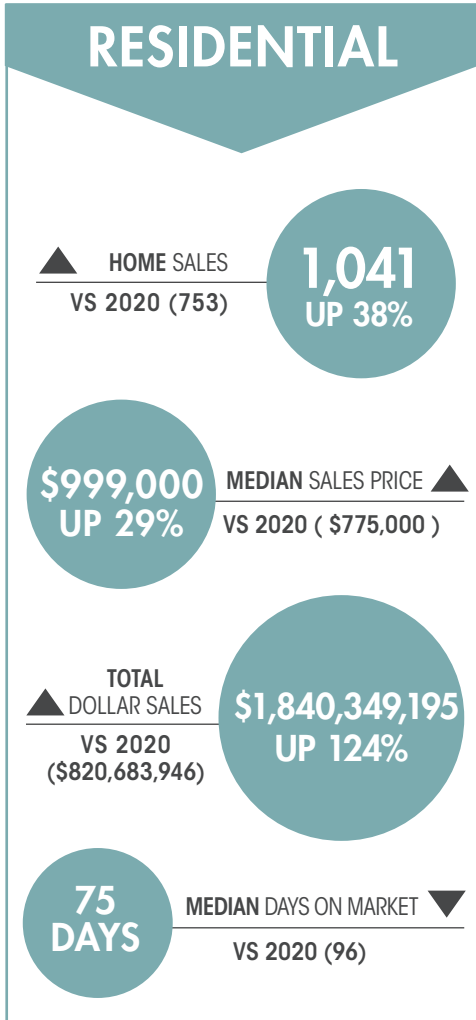 RESIDENTIAL
HOME SALES
VS 2020 (753)
1,041
UP 38%
$999,000
UP 29%
MEDIAN SALES PRICE
VS 2020 ( $775,000 )
TOTAL
DOLLAR SALES
VS 2020
($820,683,946)
$1,840,349,195
UP 124%
75
DAYS
MEDIAN DAYS ON MARKET
VS 2020 (96)